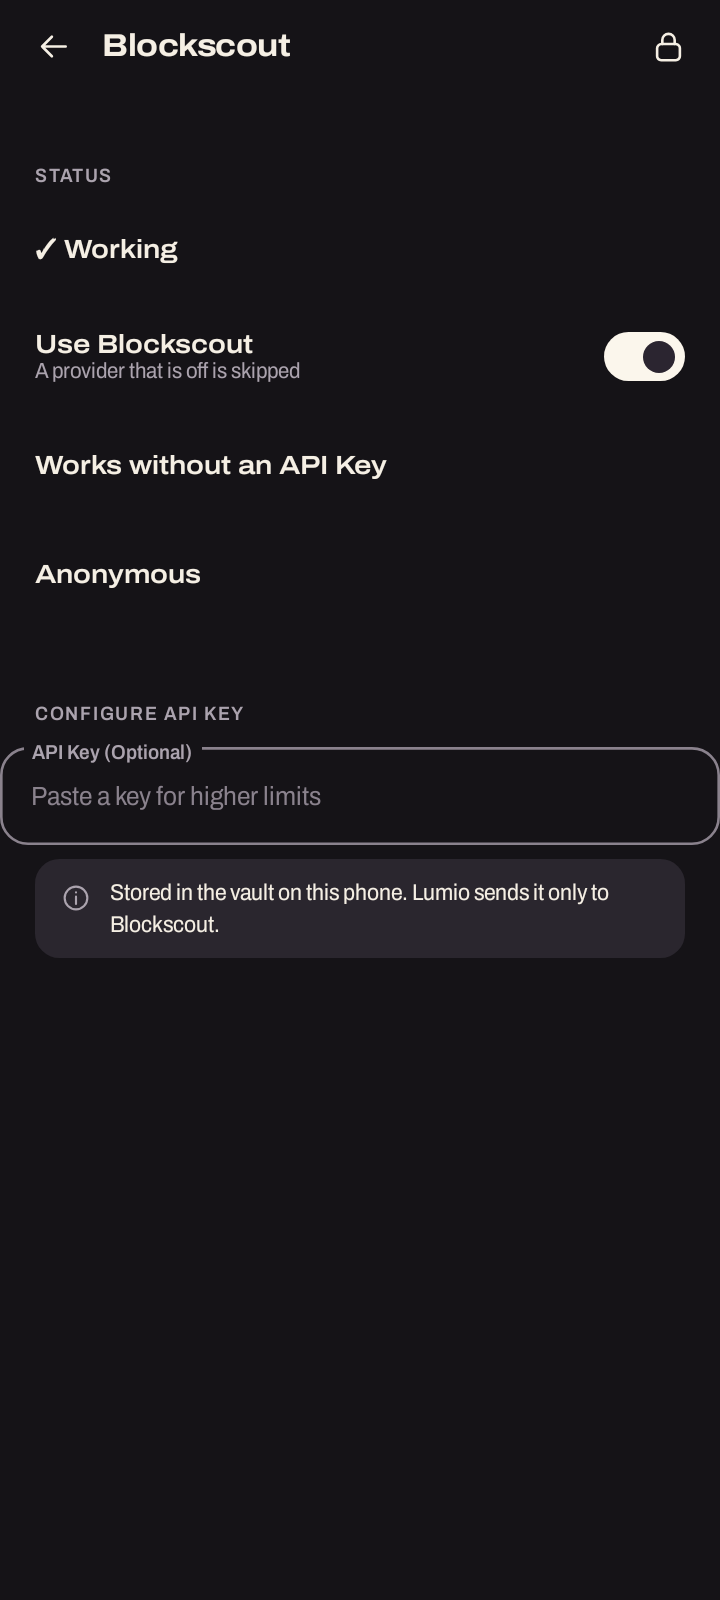 Blockscout
STATUS
✓ Working
Use Blockscout
A provider that is off is skipped
Works without an API Key
Anonymous
CONFIGURE API KEY
API Key (Optional)
Paste a key for higher limits
Stored in the vault on this phone. Lumio sends it only to
Blockscout.